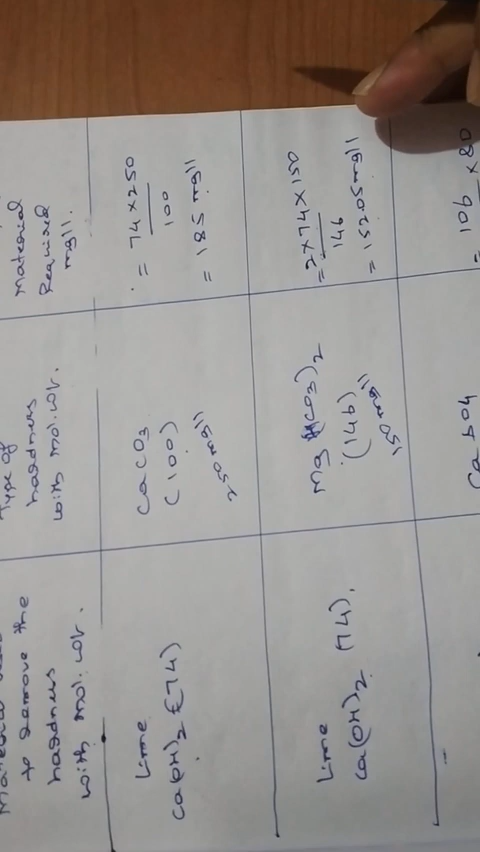 to remove the
hardness
with mol. wt.
Type of
hardness
with mol. wt.
Material
Required
mg/l.
Lime
Ca(OH)2 (74)
CaCO3
(100)
250 mg/l
= 74 x 250
100
= 185 mg/l
Lime
Ca(OH)2 (74).
Mg(HCO3)2
(146)
150 mg/l
= 2 x 74 x 150
146
= 152.05 mg/l
CaSO4
= 106 x 80